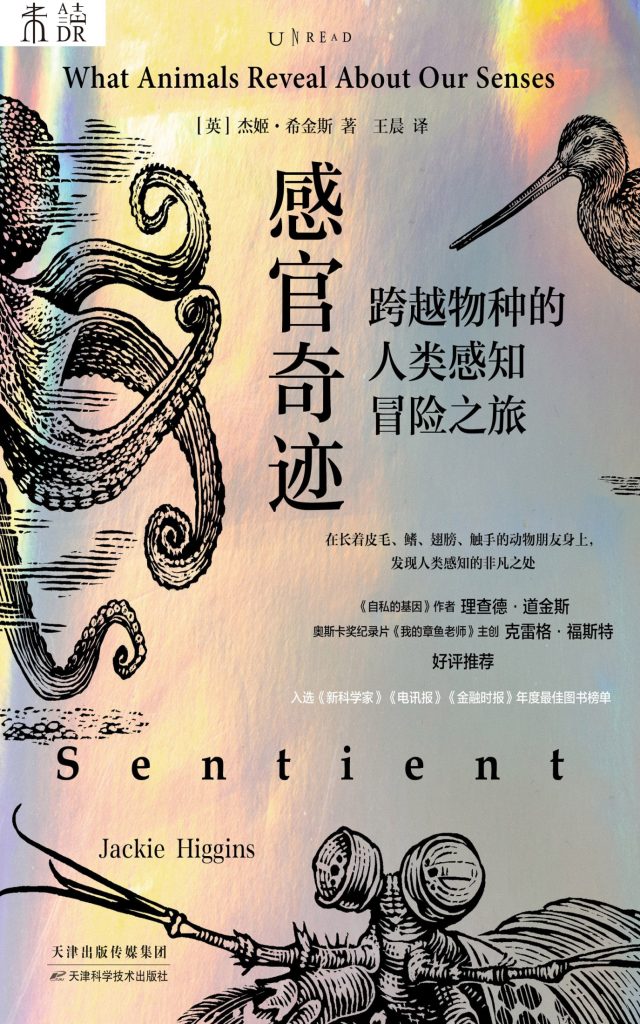 未讀
UNREAD
What Animals Reveal About Our Senses
[英]杰姬·希金斯 著 王晨 译
感官奇迹
跨越物种的
人类感知
冒险之旅
在长着皮毛、鳍、翅膀、触手的动物朋友身上，
发现人类感知的非凡之处
《自私的基因》作者 理查德·道金斯
奥斯卡奖纪录片《我的章鱼老师》主创 克雷格·福斯特
好评推荐
入选《新科学家》《电讯报》《金融时报》年度最佳图书榜单
Sentient
Jackie Higgins
天津出版传媒集团
天津科学技术出版社